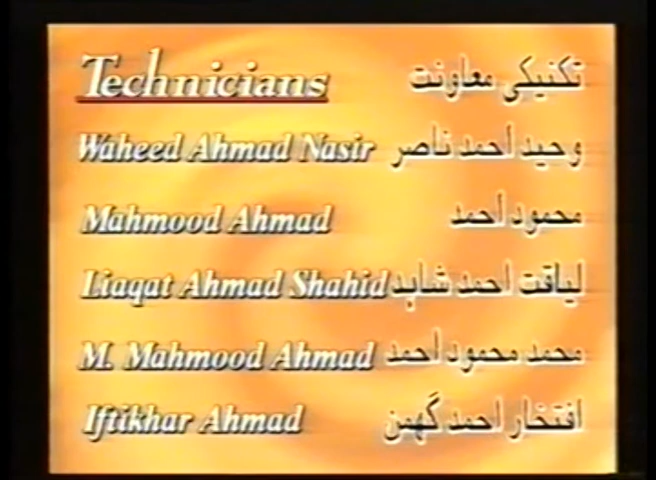 Technicians تکنیکی معاونت
Waheed Ahmad Nasir وحید احمد ناصر
Mahmood Ahmad محمود احمد
Liaqat Ahmad Shahid لیاقت احمد شاہد
M. Mahmood Ahmad محمد محمود احمد
Iftikhar Ahmad افتخار احمد گھمن